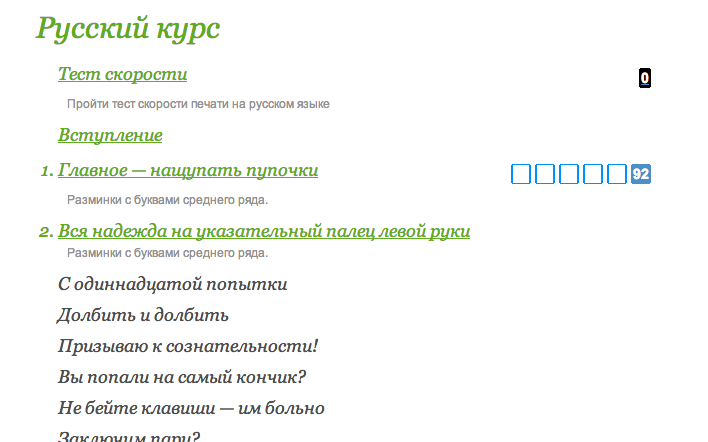 Русский курс
Тест скорости 0
Пройти тест скорости печати на русском языке
Вступление
1. Главное — нащупать пупочки 92
Разминки с буквами среднего ряда.
2. Вся надежда на указательный палец левой руки
Разминки с буквами среднего ряда.
С одиннадцатой попытки
Долбить и долбить
Призываю к сознательности!
Вы попали на самый кончик?
Не бейте клавиши — им больно
Заключим пари?